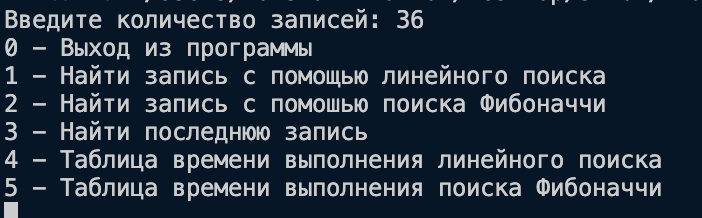 Введите количество записей: 36
0 – Выход из программы
1 – Найти запись с помощью линейного поиска
2 – Найти запись с помошью поиска Фибоначчи
3 – Найти последнюю запись
4 – Таблица времени выполнения линейного поиска
5 – Таблица времени выполнения поиска Фибоначчи